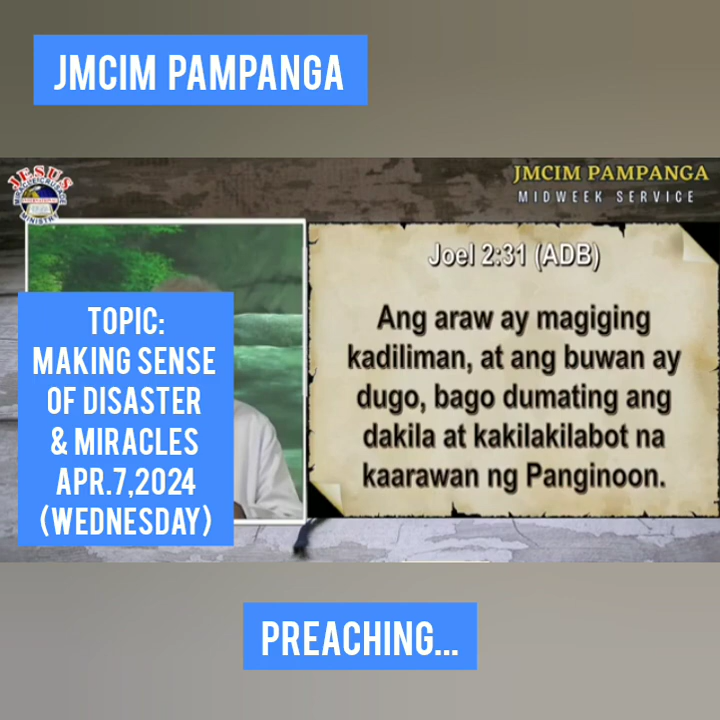 JMCIM PAMPANGA
JESUS
MINISTRY
JMCIM PAMPANGA
MIDWEEK SERVICE
Joel 2:31 (ADB)
Ang araw ay magiging
kadiliman, at ang buwan ay
dugo, bago dumating ang
dakila at kakilakilabot na
kaarawan ng Panginoon.
TOPIC:
MAKING SENSE
OF DISASTER
& MIRACLES
APR.7,2024
(WEDNESDAY)
PREACHING...